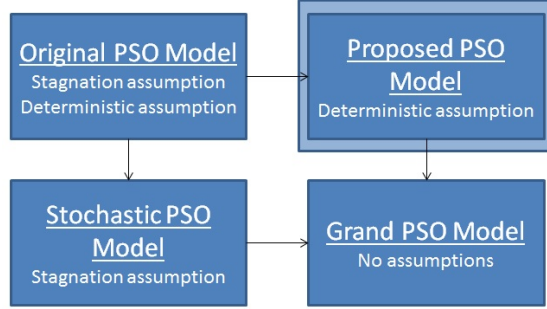 Original PSO Model
Stagnation assumption
Deterministic assumption
Proposed PSO
Model
Deterministic assumption
Stochastic PSO
Model
Stagnation assumption
Grand PSO Model
No assumptions